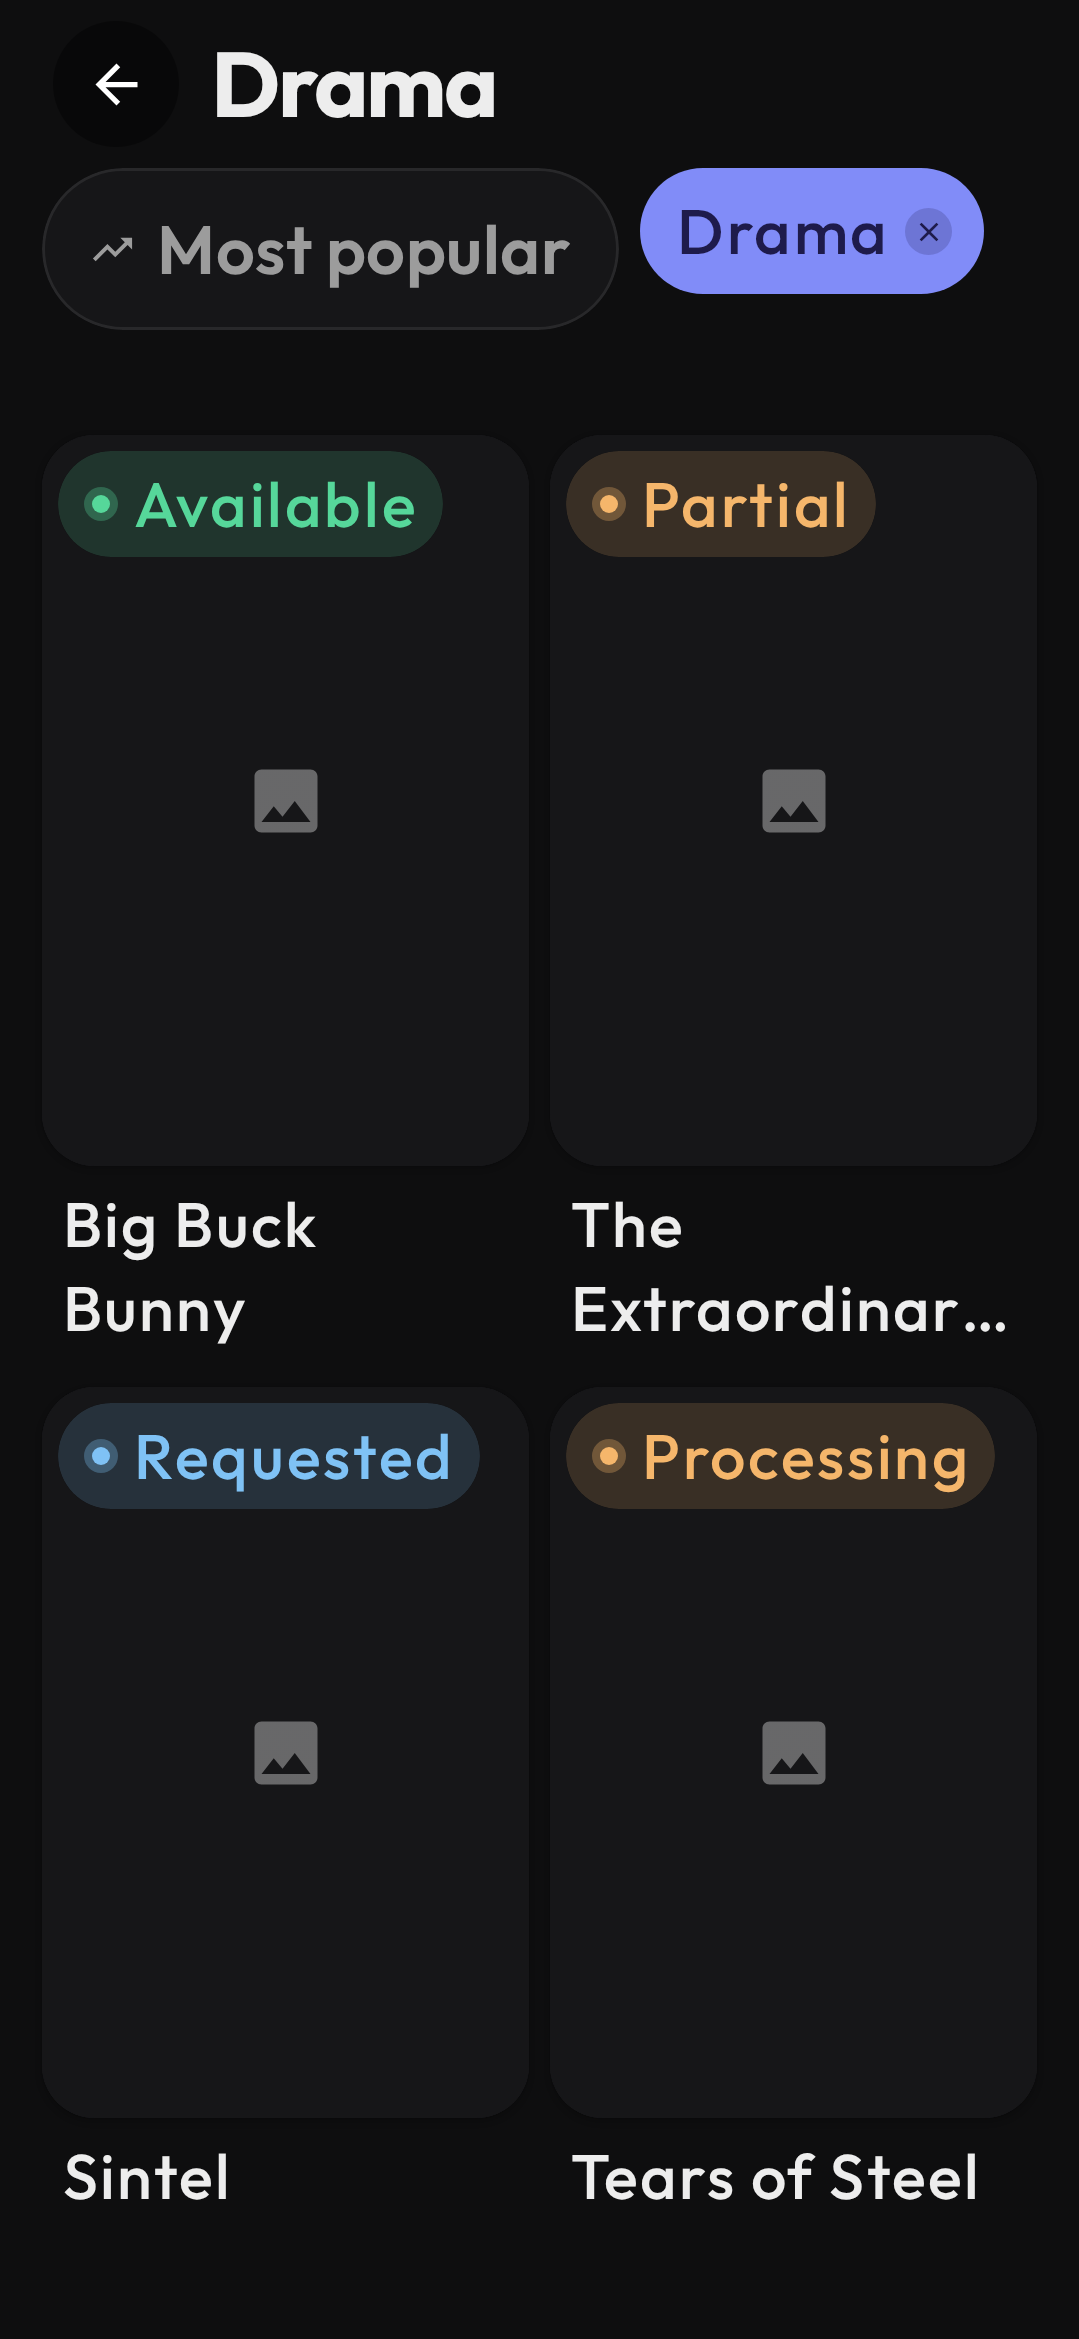 Drama
Most popular
Drama
Available
Partial
Big Buck
Bunny
The
Extraordinar…
Requested
Processing
Sintel
Tears of Steel